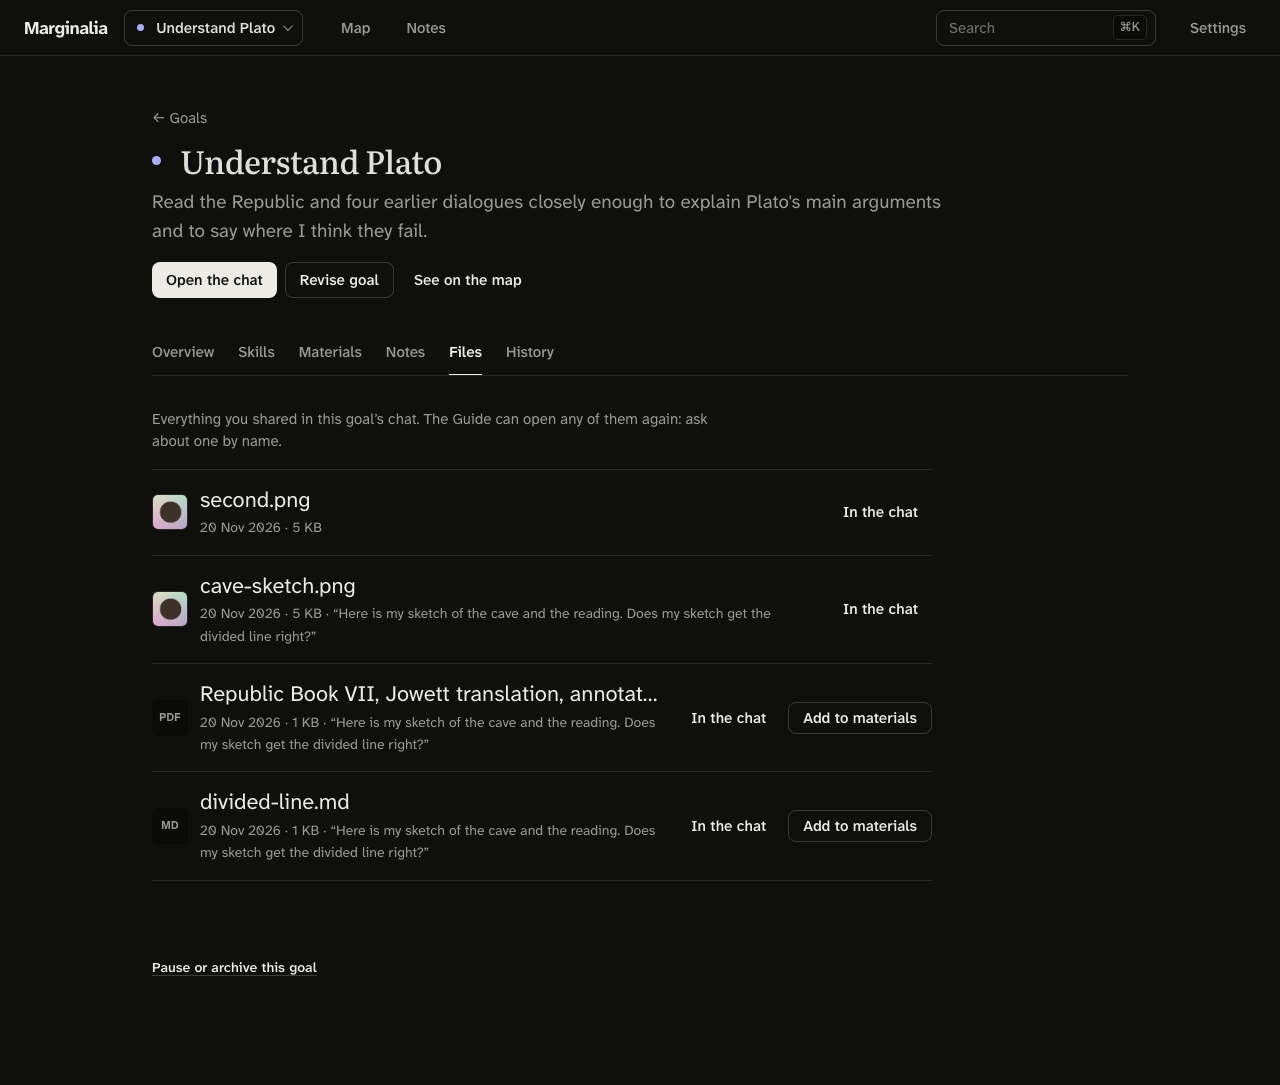 Marginalia
Understand Plato
Map
Notes
Search
⌘K
Settings
← Goals
Understand Plato
Read the Republic and four earlier dialogues closely enough to explain Plato's main arguments
and to say where I think they fail.
Open the chat
Revise goal
See on the map
Overview
Skills
Materials
Notes
Files
History
Everything you shared in this goal’s chat. The Guide can open any of them again: ask
about one by name.
second.png
20 Nov 2026 · 5 KB
In the chat
cave-sketch.png
20 Nov 2026 · 5 KB · “Here is my sketch of the cave and the reading. Does my sketch get the
divided line right?”
In the chat
PDF
Republic Book VII, Jowett translation, annotat…
20 Nov 2026 · 1 KB · “Here is my sketch of the cave and the reading. Does
my sketch get the divided line right?”
In the chat
Add to materials
MD
divided-line.md
20 Nov 2026 · 1 KB · “Here is my sketch of the cave and the reading. Does
my sketch get the divided line right?”
In the chat
Add to materials
Pause or archive this goal